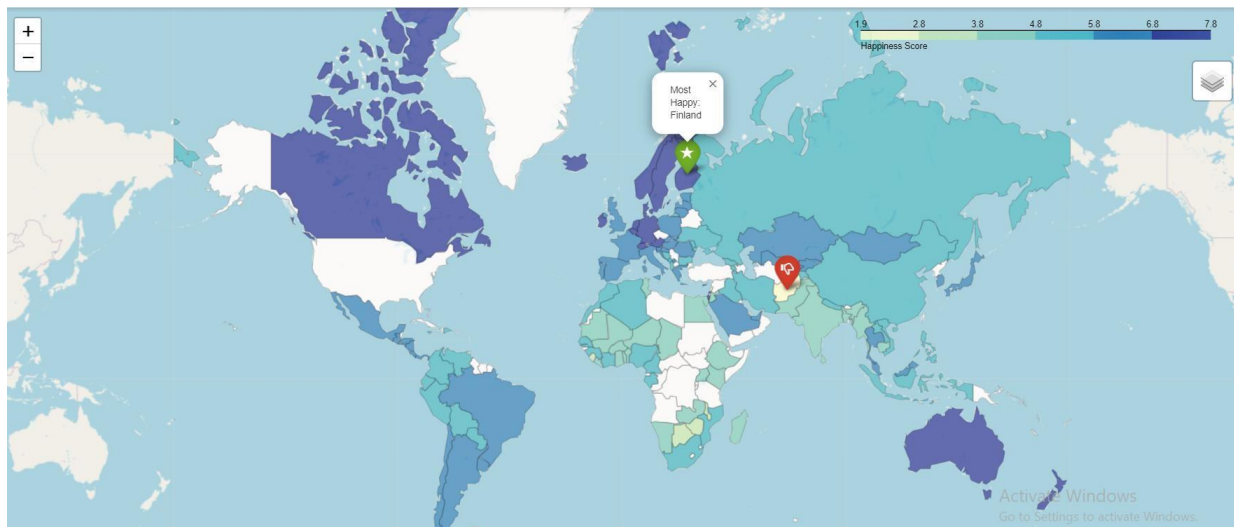 +
−
1.9 2.8 3.8 4.8 5.8 6.8 7.8
Happiness Score
×
Most
Happy:
Finland
Activate Windows
Go to Settings to activate Windows.